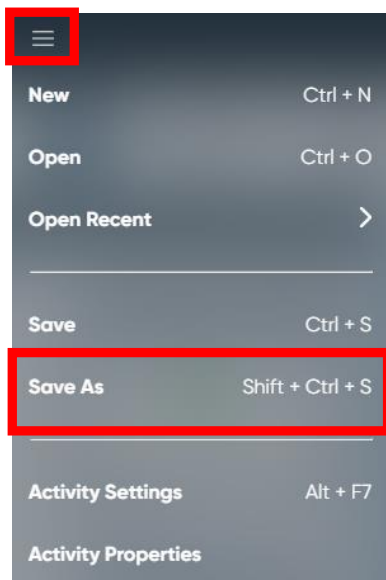 New Ctrl + N
Open Ctrl + O
Open Recent
Save Ctrl + S
Save As Shift + Ctrl + S
Activity Settings Alt + F7
Activity Properties